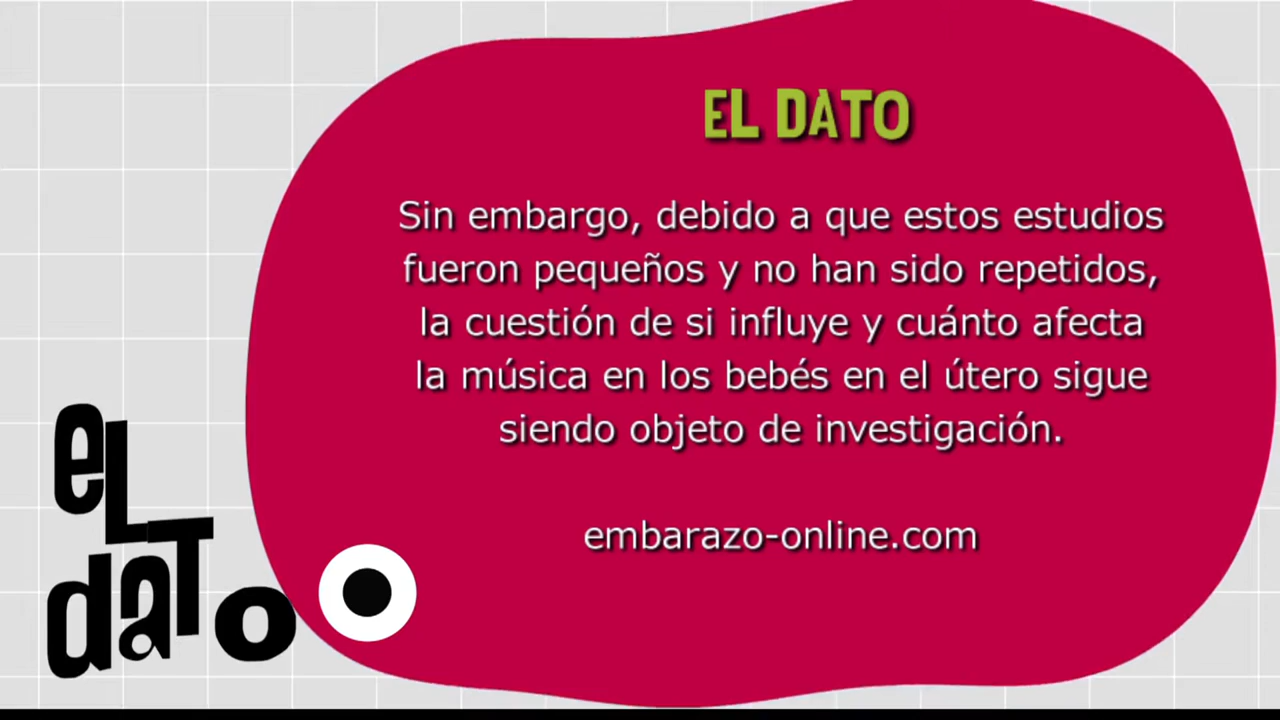 EL DATO
Sin embargo, debido a que estos estudios
fueron pequeños y no han sido repetidos,
la cuestión de si influye y cuánto afecta
la música en los bebés en el útero sigue
siendo objeto de investigación.
embarazo-online.com
eL
daTo